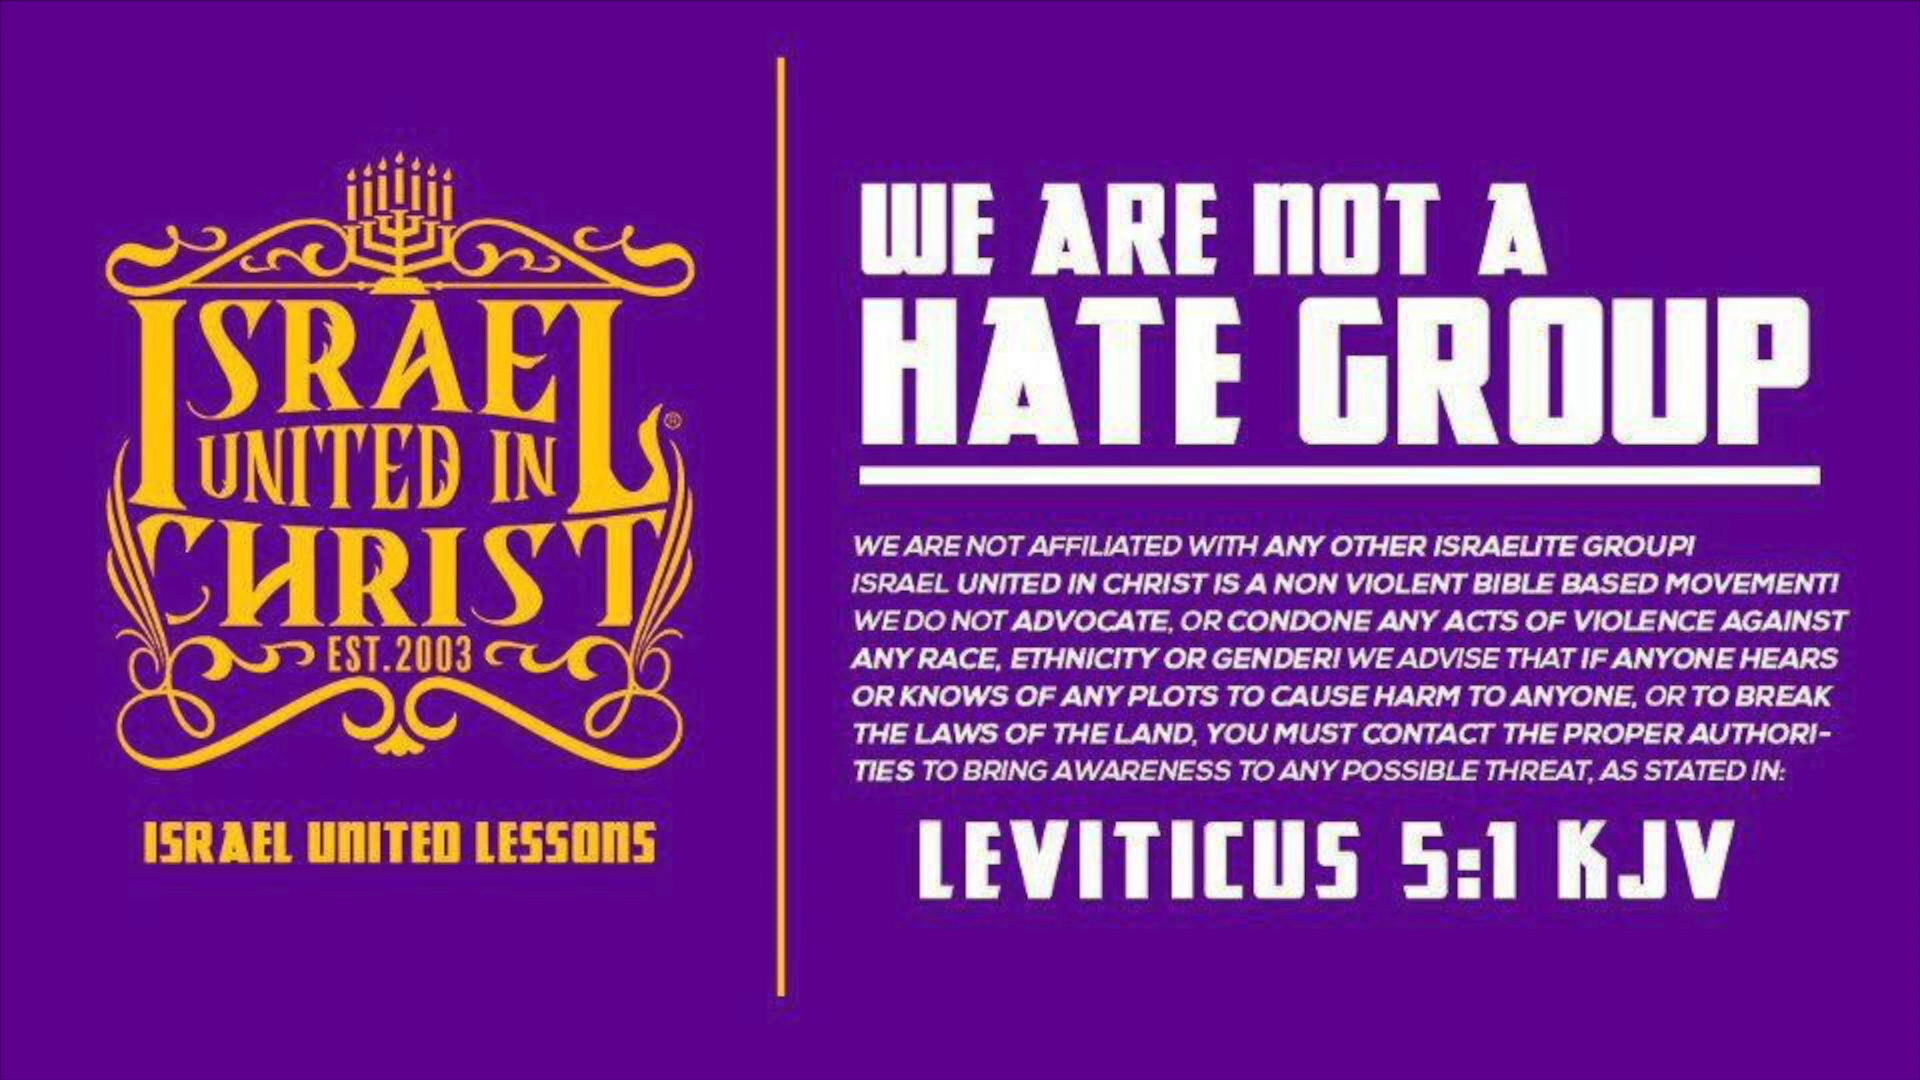 ISRAEL
UNITED IN
CHRIST
®
EST.2003
ISRAEL UNITED LESSONS
WE ARE NOT A
HATE GROUP
WE ARE NOT AFFILIATED WITH ANY OTHER ISRAELITE GROUP!
ISRAEL UNITED IN CHRIST IS A NON VIOLENT BIBLE BASED MOVEMENT!
WE DO NOT ADVOCATE, OR CONDONE ANY ACTS OF VIOLENCE AGAINST
ANY RACE, ETHNICITY OR GENDER! WE ADVISE THAT IF ANYONE HEARS
OR KNOWS OF ANY PLOTS TO CAUSE HARM TO ANYONE, OR TO BREAK
THE LAWS OF THE LAND, YOU MUST CONTACT THE PROPER AUTHORI-
TIES TO BRING AWARENESS TO ANY POSSIBLE THREAT, AS STATED IN:
LEVITICUS 5:1 KJV